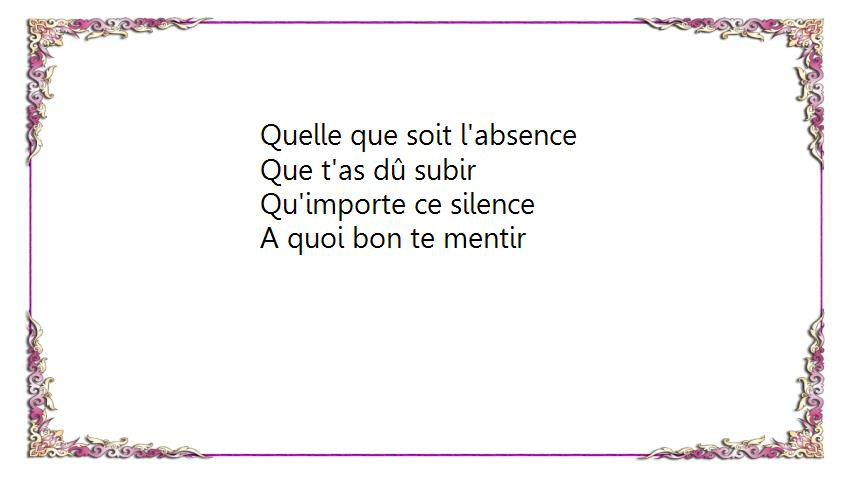 Quelle que soit l'absence
Que t'as dû subir
Qu'importe ce silence
A quoi bon te mentir